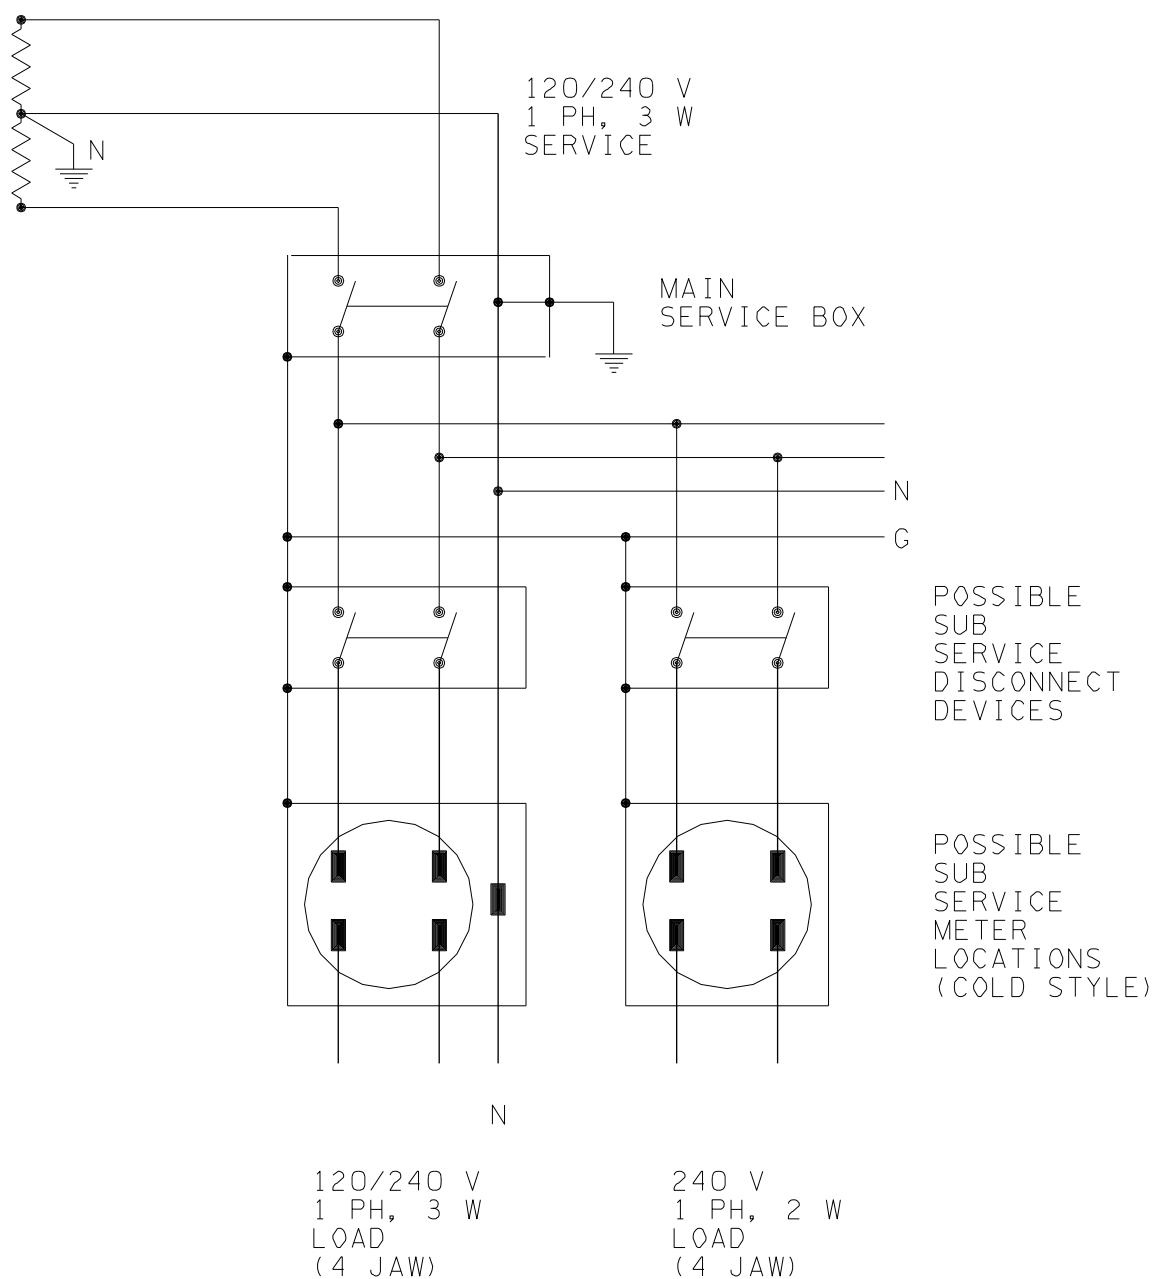 120/240 V
1 PH, 3 W
SERVICE
N
MAIN
SERVICE BOX
N
G
POSSIBLE
SUB
SERVICE
DISCONNECT
DEVICES
POSSIBLE
SUB
SERVICE
METER
LOCATIONS
(COLD STYLE)
N
120/240 V
1 PH, 3 W
LOAD
(4 JAW)
240 V
1 PH, 2 W
LOAD
(4 JAW)